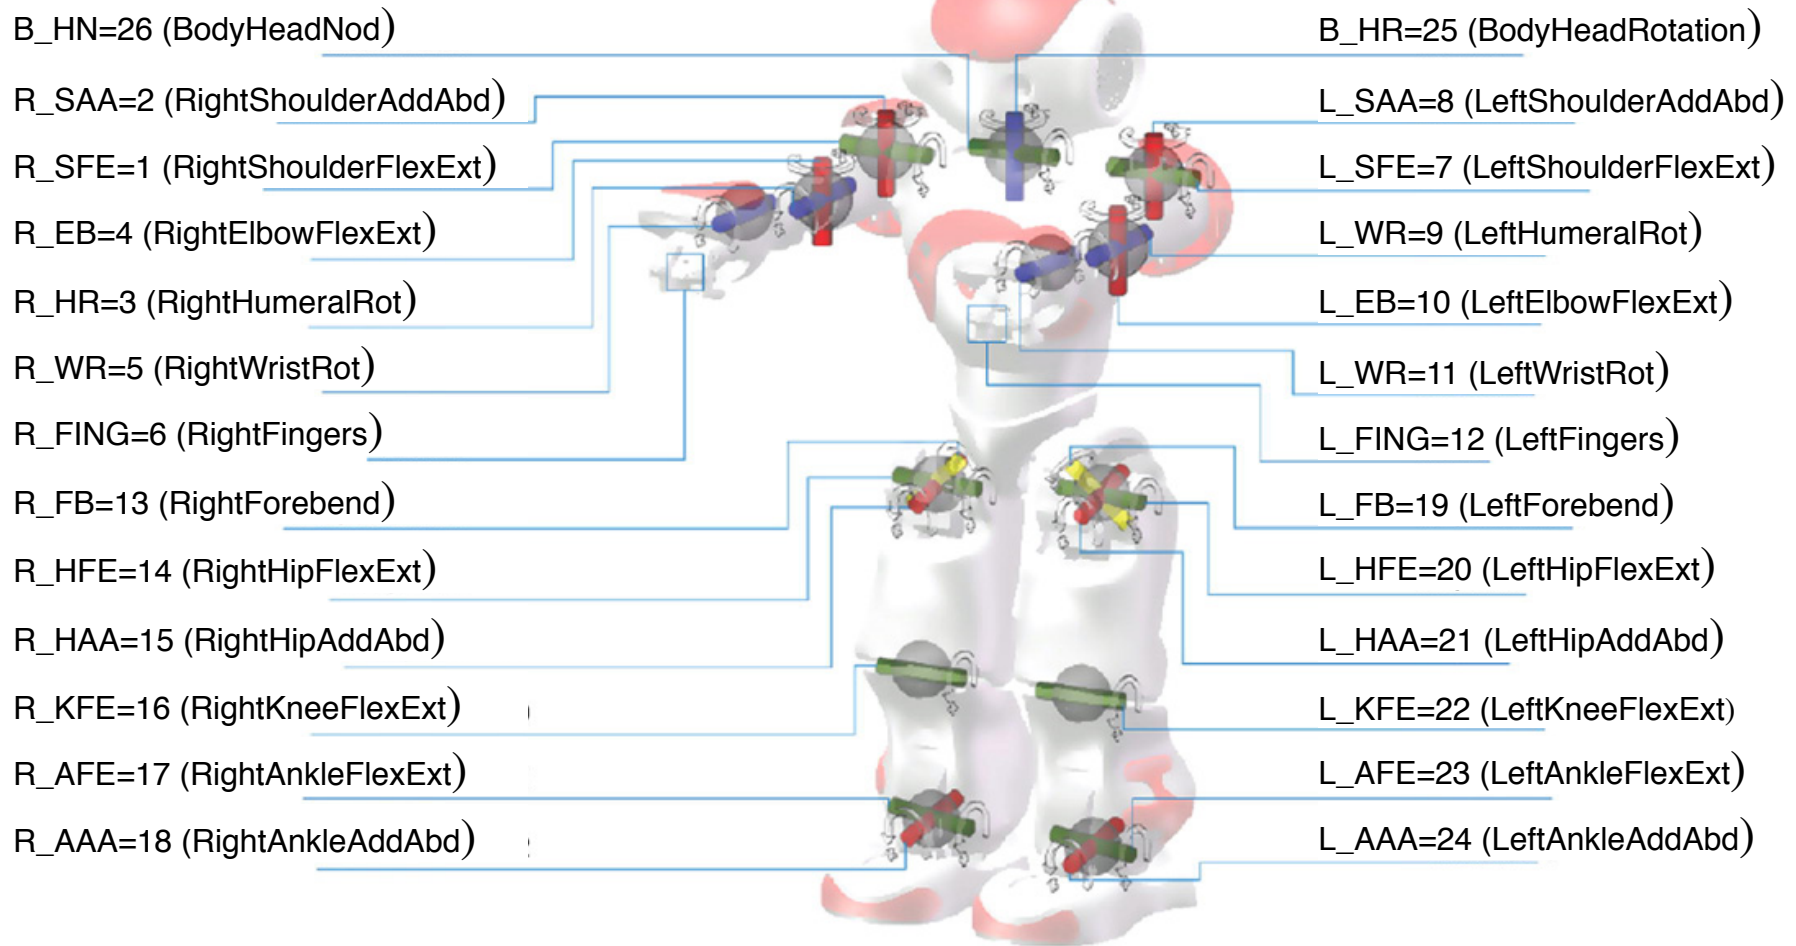 B_HN=26 (BodyHeadNod)
R_SAA=2 (RightShoulderAddAbd)
R_SFE=1 (RightShoulderFlexExt)
R_EB=4 (RightElbowFlexExt)
R_HR=3 (RightHumeralRot)
R_WR=5 (RightWristRot)
R_FING=6 (RightFingers)
R_FB=13 (RightForebend)
R_HFE=14 (RightHipFlexExt)
R_HAA=15 (RightHipAddAbd)
R_KFE=16 (RightKneeFlexExt)
R_AFE=17 (RightAnkleFlexExt)
R_AAA=18 (RightAnkleAddAbd)
B_HR=25 (BodyHeadRotation)
L_SAA=8 (LeftShoulderAddAbd)
L_SFE=7 (LeftShoulderFlexExt)
L_WR=9 (LeftHumeralRot)
L_EB=10 (LeftElbowFlexExt)
L_WR=11 (LeftWristRot)
L_FING=12 (LeftFingers)
L_FB=19 (LeftForebend)
L_HFE=20 (LeftHipFlexExt)
L_HAA=21 (LeftHipAddAbd)
L_KFE=22 (LeftKneeFlexExt)
L_AFE=23 (LeftAnkleFlexExt)
L_AAA=24 (LeftAnkleAddAbd)